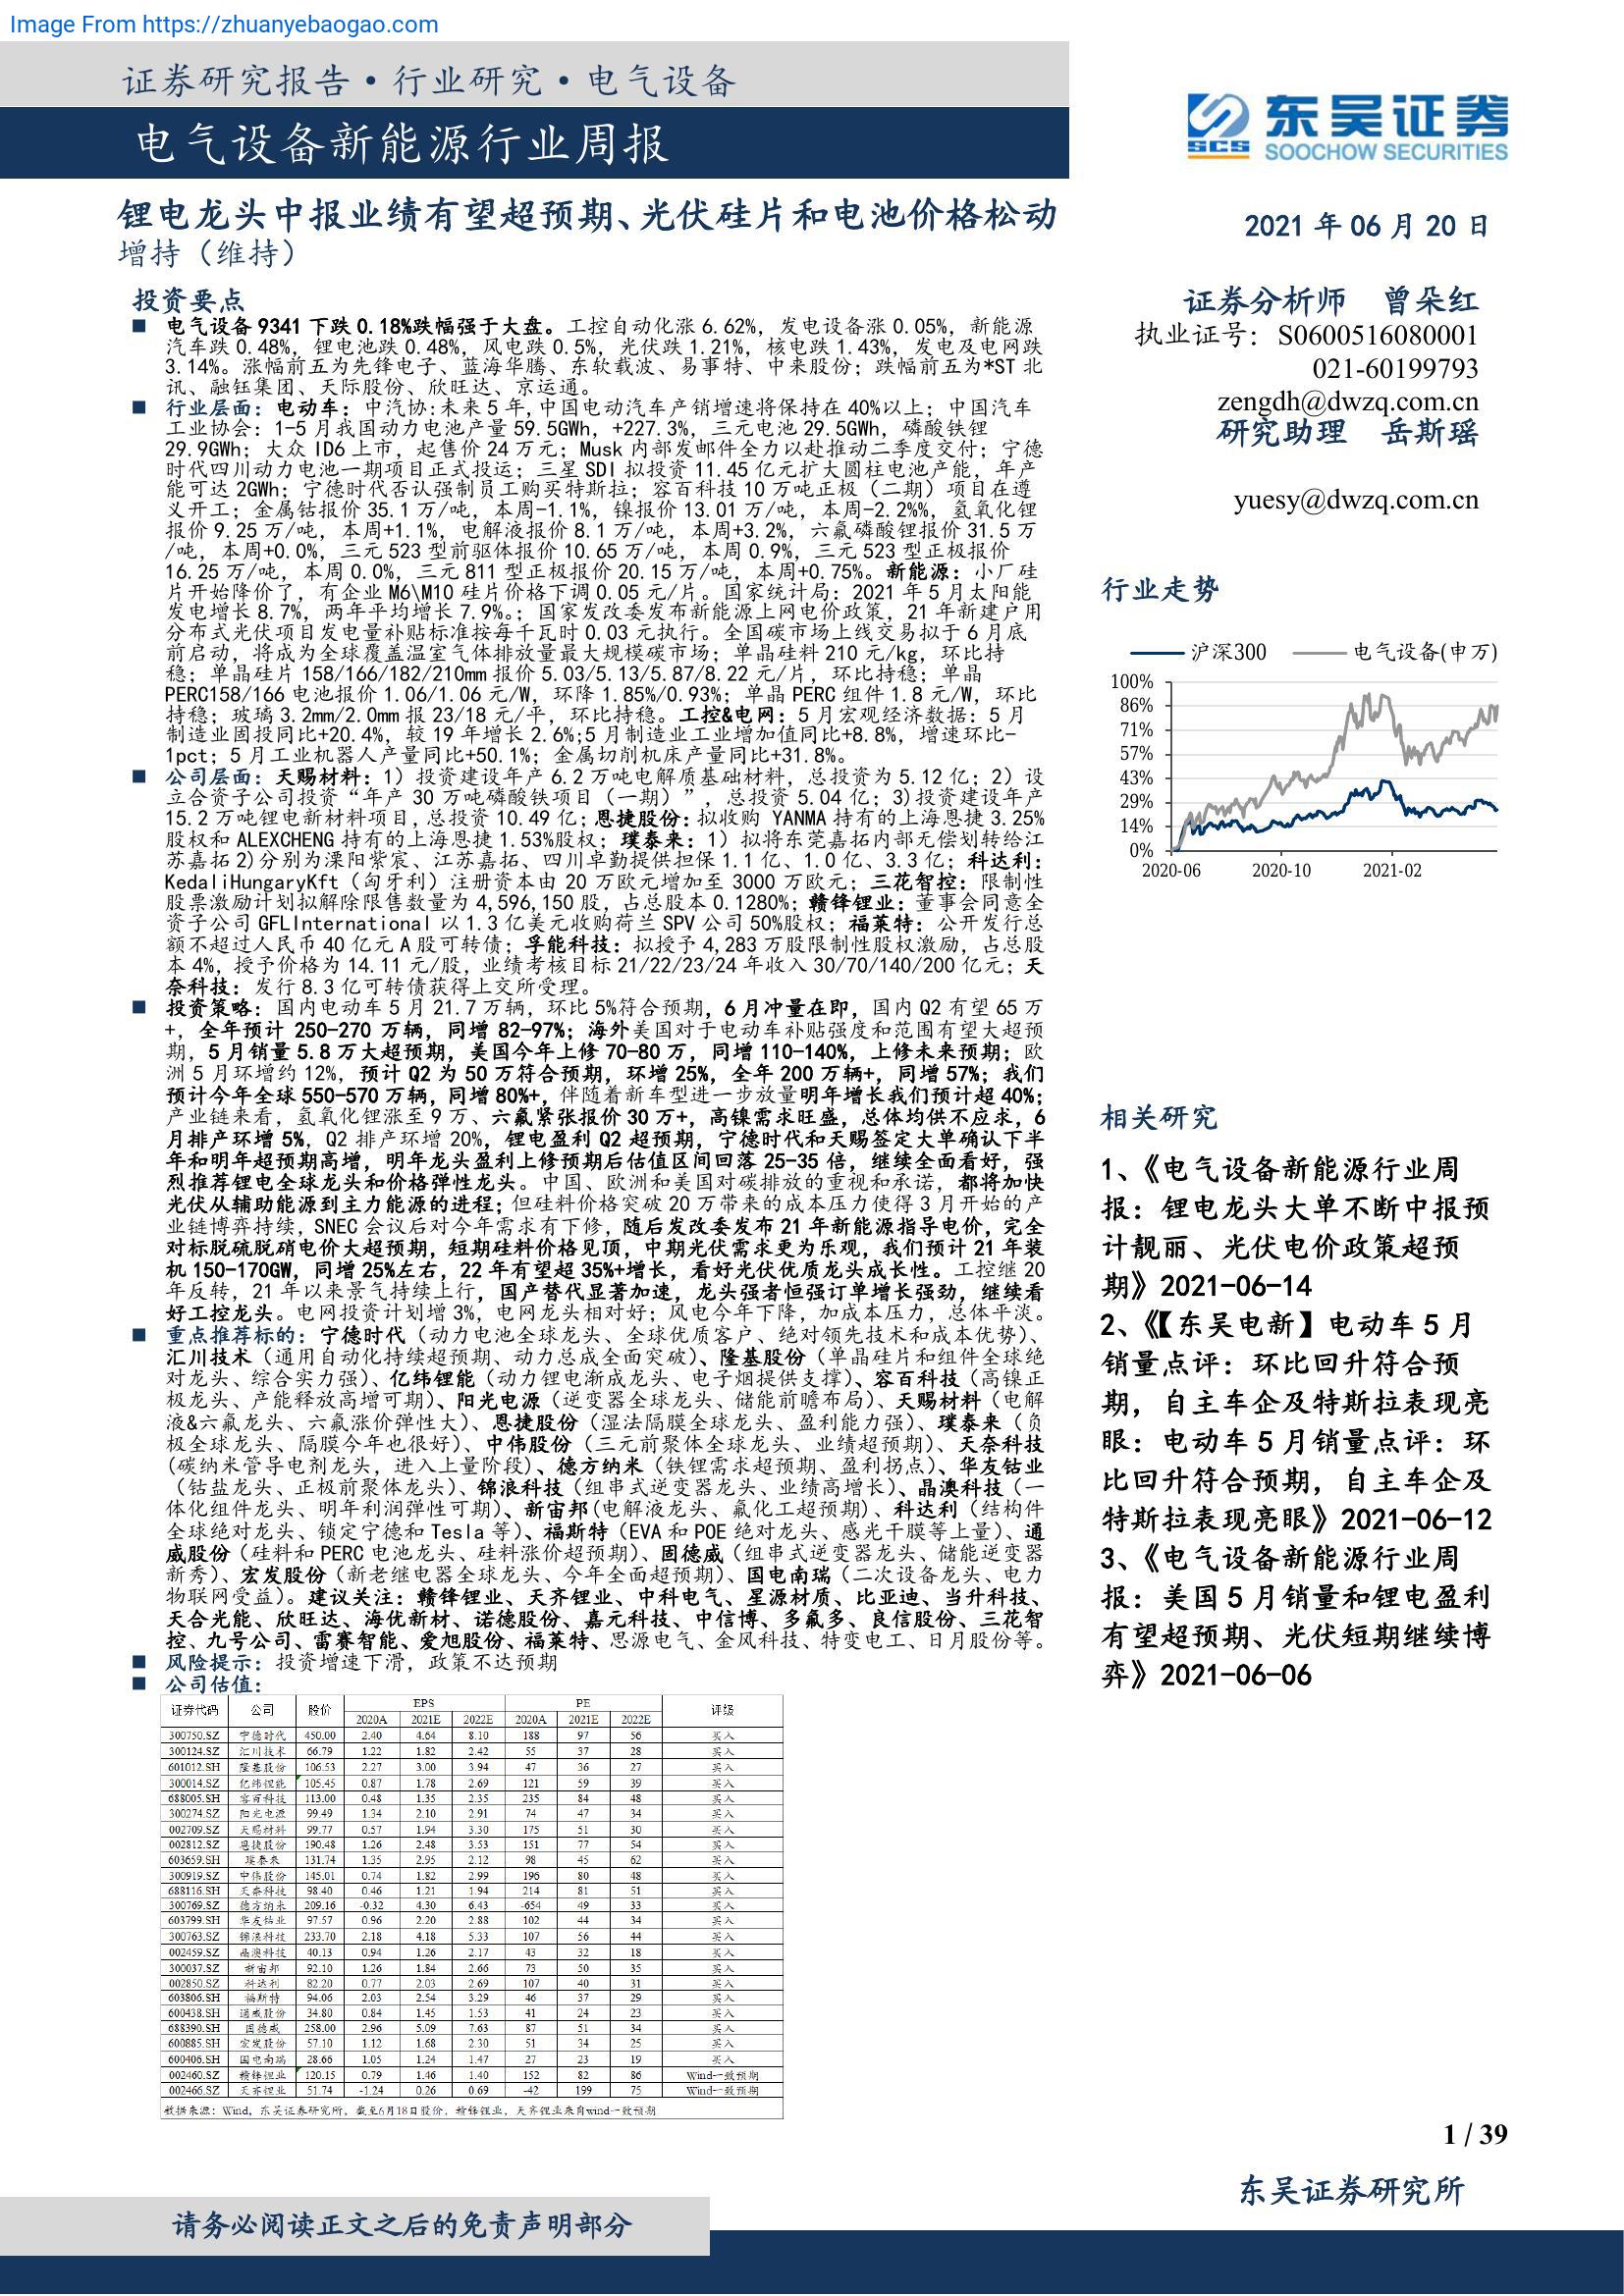 Image From https://zhuanyebaogao.com
证券研究报告·行业研究·电气设备
电气设备新能源行业周报
东吴证券
SCS
SOOCHOW SECURITIES
锂电龙头中报业绩有望超预期、光伏硅片和电池价格松动
增持（维持）
2021 年 06 月 20 日
证券分析师 曾朵红
执业证号：S0600516080001
021-60199793
zengdh@dwzq.com.cn
研究助理 岳斯瑶
yuesy@dwzq.com.cn
投资要点
■ 电气设备 9341 下跌 0.18%跌幅强于大盘。工控自动化涨 6.62%，发电设备涨 0.05%，新能源
汽车跌 0.48%，锂电池跌 0.48%，风电跌 0.5%，光伏跌 1.21%，核电跌 1.43%，发电及电网跌
3.14%。涨幅前五为先锋电子、蓝海华腾、东软载波、易事特、中来股份；跌幅前五为*ST 北
讯、融钰集团、天际股份、欣旺达、京运通。
■ 行业层面：电动车：中汽协:未来 5 年,中国电动汽车产销增速将保持在 40%以上；中国汽车
工业协会：1-5 月我国动力电池产量 59.5GWh，+227.3%，三元电池 29.5GWh，磷酸铁锂
29.9GWh；大众 ID6 上市，起售价 24 万元；Musk 内部发邮件全力以赴推动二季度交付；宁德
时代四川动力电池一期项目正式投运；三星 SDI 拟投资 11.45 亿元扩大圆柱电池产能，年产
能可达 2GWh；宁德时代否认强制员工购买特斯拉；容百科技 10 万吨正极（二期）项目在遵
义开工；金属钴报价 35.1 万/吨，本周-1.1%，镍报价 13.01 万/吨，本周-2.2%%，氢氧化锂
报价 9.25 万/吨，本周+1.1%，电解液报价 8.1 万/吨，本周+3.2%，六氟磷酸锂报价 31.5 万
/吨，本周+0.0%，三元 523 型前驱体报价 10.65 万/吨，本周 0.9%，三元 523 型正极报价
16.25 万/吨，本周 0.0%，三元 811 型正极报价 20.15 万/吨，本周+0.75%。新能源：小厂硅
片开始降价了，有企业 M6\M10 硅片价格下调 0.05 元/片。国家统计局：2021 年 5 月太阳能
发电增长 8.7%，两年平均增长 7.9%。；国家发改委发布新能源上网电价政策，21 年新建户用
分布式光伏项目发电量补贴标准按每千瓦时 0.03 元执行。全国碳市场上线交易拟于 6 月底
前启动，将成为全球覆盖温室气体排放量最大规模碳市场；单晶硅料 210 元/kg，环比持
稳；单晶硅片 158/166/182/210mm 报价 5.03/5.13/5.87/8.22 元/片，环比持稳；单晶
PERC158/166 电池报价 1.06/1.06 元/W，环降 1.85%/0.93%；单晶 PERC 组件 1.8 元/W，环比
持稳；玻璃 3.2mm/2.0mm 报 23/18 元/平，环比持稳。工控&电网：5 月宏观经济数据：5 月
制造业固投同比+20.4%，较 19 年增长 2.6%;5 月制造业工业增加值同比+8.8%，增速环比-
1pct；5 月工业机器人产量同比+50.1%；金属切削机床产量同比+31.8%。
■ 公司层面：天赐材料：1）投资建设年产 6.2 万吨电解质基础材料，总投资为 5.12 亿；2）设
立合资子公司投资“年产 30 万吨磷酸铁项目（一期）”，总投资 5.04 亿；3)投资建设年产
15.2 万吨锂电新材料项目,总投资 10.49 亿；恩捷股份：拟收购 YANMA 持有的上海恩捷 3.25%
股权和 ALEXCHENG 持有的上海恩捷 1.53%股权；璞泰来：1）拟将东莞嘉拓内部无偿划转给江
苏嘉拓 2)分别为溧阳紫宸、江苏嘉拓、四川卓勤提供担保 1.1 亿、1.0 亿、3.3 亿；科达利：
KedaliHungaryKft（匈牙利）注册资本由 20 万欧元增加至 3000 万欧元；三花智控：限制性
股票激励计划拟解除限售数量为 4,596,150 股，占总股本 0.1280%；赣锋锂业：董事会同意全
资子公司 GFLInternational 以 1.3 亿美元收购荷兰 SPV 公司 50%股权；福莱特：公开发行总
额不超过人民币 40 亿元 A 股可转债；孚能科技：拟授予 4,283 万股限制性股权激励，占总股
本 4%，授予价格为 14.11 元/股，业绩考核目标 21/22/23/24 年收入 30/70/140/200 亿元；天
奈科技：发行 8.3 亿可转债获得上交所受理。
■ 投资策略：国内电动车 5 月 21.7 万辆，环比 5%符合预期，6 月冲量在即，国内 Q2 有望 65 万
+，全年预计 250-270 万辆，同增 82-97%；海外美国对于电动车补贴强度和范围有望大超预
期，5 月销量 5.8 万大超预期，美国今年上修 70-80 万，同增 110-140%，上修未来预期；欧
洲 5 月环增约 12%，预计 Q2 为 50 万符合预期，环增 25%，全年 200 万辆+，同增 57%；我们
预计今年全球 550-570 万辆，同增 80%+，伴随着新车型进一步放量明年增长我们预计超 40%；
产业链来看，氢氧化锂涨至 9 万、六氟紧张报价 30 万+，高镍需求旺盛，总体均供不应求，6
月排产环增 5%，Q2 排产环增 20%，锂电盈利 Q2 超预期，宁德时代和天赐签定大单确认下半
年和明年超预期高增，明年龙头盈利上修预期后估值区间回落 25-35 倍，继续全面看好，强
烈推荐锂电全球龙头和价格弹性龙头。中国、欧洲和美国对碳排放的重视和承诺，都将加快
光伏从辅助能源到主力能源的进程；但硅料价格突破 20 万带来的成本压力使得 3 月开始的产
业链博弈持续，SNEC 会议后对今年需求有下修，随后发改委发布 21 年新能源指导电价，完全
对标脱硫脱硝电价大超预期，短期硅料价格见顶，中期光伏需求更为乐观，我们预计 21 年装
机 150-170GW，同增 25%左右，22 年有望超 35%+增长，看好光伏优质龙头成长性。工控继 20
年反转，21 年以来景气持续上行，国产替代显著加速，龙头强者恒强订单增长强劲，继续看
好工控龙头。电网投资计划增 3%，电网龙头相对好；风电今年下降，加成本压力，总体平淡。
■ 重点推荐标的：宁德时代（动力电池全球龙头、全球优质客户、绝对领先技术和成本优势）、
汇川技术（通用自动化持续超预期、动力总成全面突破）、隆基股份（单晶硅片和组件全球绝
对龙头、综合实力强）、亿纬锂能（动力锂电渐成龙头、电子烟提供支撑）、容百科技（高镍正
极龙头、产能释放高增可期）、阳光电源（逆变器全球龙头、储能前瞻布局）、天赐材料（电解
液&六氟龙头、六氟涨价弹性大）、恩捷股份（湿法隔膜全球龙头、盈利能力强）、璞泰来（负
极全球龙头、隔膜今年也很好）、中伟股份（三元前聚体全球龙头、业绩超预期）、天奈科技
（碳纳米管导电剂龙头，进入上量阶段）、德方纳米（铁锂需求超预期、盈利拐点）、华友钴业
（钴盐龙头、正极前聚体龙头）、锦浪科技（组串式逆变器龙头、业绩高增长）、晶澳科技（一
体化组件龙头、明年利润弹性可期）、新宙邦(电解液龙头、氟化工超预期)、科达利（结构件
全球绝对龙头、锁定宁德和 Tesla 等）、福斯特（EVA 和 POE 绝对龙头、感光干膜等上量）、通
威股份（硅料和 PERC 电池龙头、硅料涨价超预期）、固德威（组串式逆变器龙头、储能逆变器
新秀）、宏发股份（新老继电器全球龙头、今年全面超预期）、国电南瑞（二次设备龙头、电力
物联网受益）。建议关注：赣锋锂业、天齐锂业、中科电气、星源材质、比亚迪、当升科技、
天合光能、欣旺达、海优新材、诺德股份、嘉元科技、中信博、多氟多、良信股份、三花智
控、九号公司、雷赛智能、爱旭股份、福莱特、思源电气、金风科技、特变电工、日月股份等。
■ 风险提示：投资增速下滑，政策不达预期
■ 公司估值：
证券代码 公司 股价 EPS PE 评级
2020A 2021E 2022E 2020A 2021E 2022E
300750.SZ 宁德时代 450.00 2.40 4.64 8.10 188 97 56 买入
300124.SZ 汇川技术 66.79 1.22 1.82 2.42 55 37 28 买入
601012.SH 隆基股份 106.53 2.27 3.00 3.94 47 36 27 买入
300014.SZ 亿纬锂能 105.45 0.87 1.78 2.69 121 59 39 买入
688005.SH 容百科技 113.00 0.48 1.35 2.35 235 84 48 买入
300274.SZ 阳光电源 99.49 1.34 2.10 2.91 74 47 34 买入
002709.SZ 天赐材料 99.77 0.57 1.94 3.30 175 51 30 买入
002812.SZ 恩捷股份 190.48 1.26 2.48 3.53 151 77 54 买入
603659.SH 璞泰来 131.74 1.35 2.95 2.12 98 45 62 买入
300919.SZ 中伟股份 145.01 0.74 1.82 2.99 196 80 48 买入
688116.SH 天奈科技 98.40 0.46 1.21 1.94 214 81 51 买入
300769.SZ 德方纳米 209.16 -0.32 4.30 6.43 -654 49 33 买入
603799.SH 华友钴业 97.57 0.96 2.20 2.88 102 44 34 买入
300763.SZ 锦浪科技 233.70 2.18 4.18 5.33 107 56 44 买入
002459.SZ 晶澳科技 40.13 0.94 1.26 2.17 43 32 18 买入
300037.SZ 新宙邦 92.10 1.26 1.84 2.66 73 50 35 买入
002850.SZ 科达利 82.20 0.77 2.03 2.69 107 40 31 买入
603806.SH 福斯特 94.06 2.03 2.54 3.29 46 37 29 买入
600438.SH 通威股份 34.80 0.84 1.45 1.53 41 24 23 买入
688390.SH 固德威 258.00 2.96 5.09 7.63 87 51 34 买入
600885.SH 宏发股份 57.10 1.12 1.68 2.30 51 34 25 买入
600406.SH 国电南瑞 28.66 1.05 1.24 1.47 27 23 19 买入
002460.SZ 赣锋锂业 120.15 0.79 1.46 1.40 152 82 86 Wind一致预期
002466.SZ 天齐锂业 51.74 -1.24 0.26 0.69 -42 199 75 Wind一致预期
数据来源：Wind，东吴证券研究所，截至6月18日股价，赣锋锂业，天齐锂业来自wind一致预期
行业走势
沪深300 电气设备(申万)
100%
86%
71%
57%
43%
29%
14%
0%
2020-06 2020-10 2021-02
相关研究
1、《电气设备新能源行业周
报：锂电龙头大单不断中报预
计靓丽、光伏电价政策超预
期》2021-06-14
2、《【东吴电新】电动车 5 月
销量点评：环比回升符合预
期，自主车企及特斯拉表现亮
眼：电动车 5 月销量点评：环
比回升符合预期，自主车企及
特斯拉表现亮眼》2021-06-12
3、《电气设备新能源行业周
报：美国 5 月销量和锂电盈利
有望超预期、光伏短期继续博
弈》2021-06-06
1 / 39
东吴证券研究所
请务必阅读正文之后的免责声明部分